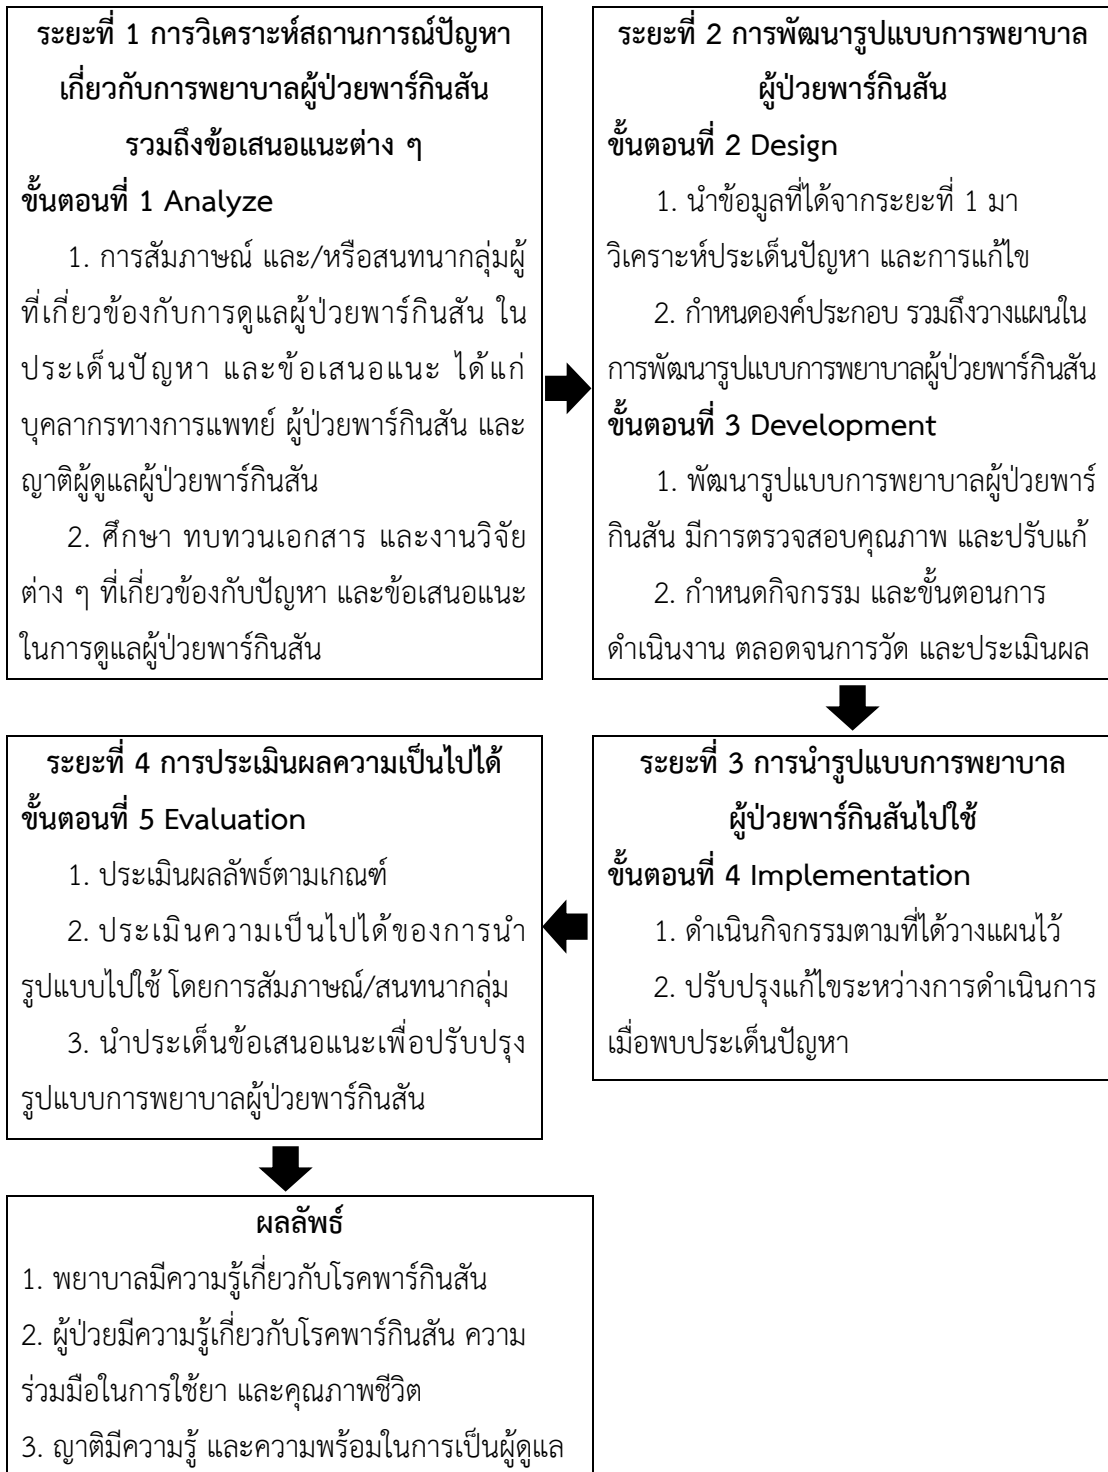 ระยะที่ 1 การวิเคราะห์สถานการณ์ปัญหา
เกี่ยวกับการพยาบาลผู้ป่วยพาร์กินสัน
รวมถึงข้อเสนอแนะต่าง ๆ
ขั้นตอนที่ 1 Analyze
1. การสัมภาษณ์ และ/หรือสนทนากลุ่มผู้
ที่เกี่ยวข้องกับการดูแลผู้ป่วยพาร์กินสัน ใน
ประเด็นปัญหา และข้อเสนอแนะ ได้แก่
บุคลากรทางการแพทย์ ผู้ป่วยพาร์กินสัน และ
ญาติผู้ดูแลผู้ป่วยพาร์กินสัน
2. ศึกษา ทบทวนเอกสาร และงานวิจัย
ต่าง ๆ ที่เกี่ยวข้องกับปัญหา และข้อเสนอแนะ
ในการดูแลผู้ป่วยพาร์กินสัน
ระยะที่ 2 การพัฒนารูปแบบการพยาบาล
ผู้ป่วยพาร์กินสัน
ขั้นตอนที่ 2 Design
1. นำข้อมูลที่ได้จากระยะที่ 1 มา
วิเคราะห์ประเด็นปัญหา และการแก้ไข
2. กำหนดองค์ประกอบ รวมถึงวางแผนใน
การพัฒนารูปแบบการพยาบาลผู้ป่วยพาร์กินสัน
ขั้นตอนที่ 3 Development
1. พัฒนารูปแบบการพยาบาลผู้ป่วยพาร์
กินสัน มีการตรวจสอบคุณภาพ และปรับแก้
2. กำหนดกิจกรรม และขั้นตอนการ
ดำเนินงาน ตลอดจนการวัด และประเมินผล
ระยะที่ 3 การนำรูปแบบการพยาบาล
ผู้ป่วยพาร์กินสันไปใช้
ขั้นตอนที่ 4 Implementation
1. ดำเนินกิจกรรมตามที่ได้วางแผนไว้
2. ปรับปรุงแก้ไขระหว่างการดำเนินการ
เมื่อพบประเด็นปัญหา
ระยะที่ 4 การประเมินผลความเป็นไปได้
ขั้นตอนที่ 5 Evaluation
1. ประเมินผลลัพธ์ตามเกณฑ์
2. ประเมินความเป็นไปได้ของการนำ
รูปแบบไปใช้ โดยการสัมภาษณ์/สนทนากลุ่ม
3. นำประเด็นข้อเสนอแนะเพื่อปรับปรุง
รูปแบบการพยาบาลผู้ป่วยพาร์กินสัน
ผลลัพธ์
1. พยาบาลมีความรู้เกี่ยวกับโรคพาร์กินสัน
2. ผู้ป่วยมีความรู้เกี่ยวกับโรคพาร์กินสัน ความ
ร่วมมือในการใช้ยา และคุณภาพชีวิต
3. ญาติมีความรู้ และความพร้อมในการเป็นผู้ดูแล